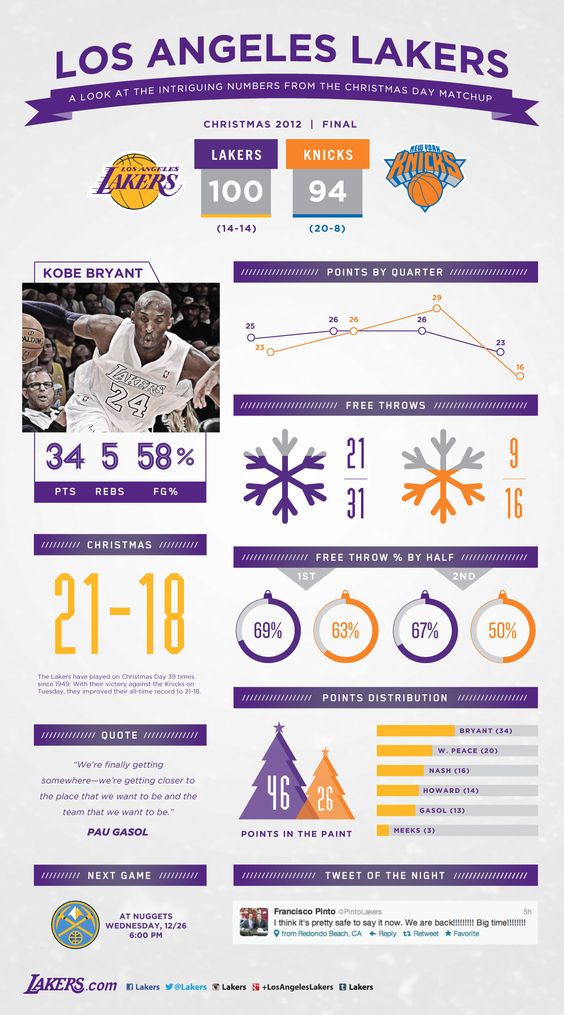 LOS ANGELES LAKERS
A LOOK AT THE INTRIGUING NUMBERS FROM THE CHRISTMAS DAY MATCHUP
CHRISTMAS 2012 | FINAL
LOS ANGELES
LAKERS
LAKERS
100
(14-14)
KNICKS
94
(20-8)
NEW YORK
KNICKS
KOBE BRYANT
SPALDING
LAKERS
24
34 5 58%
PTS REBS FG%
POINTS BY QUARTER
25 26 26 23
23 26 29 16
FREE THROWS
21
31
9
16
CHRISTMAS
21-18
The Lakers have played on Christmas Day 39 times
since 1949. With their victory against the Knicks on
Tuesday, they improved their all-time record to 21-18.
FREE THROW % BY HALF
1ST 2ND
69% 63% 67% 50%
QUOTE
“We're finally getting
somewhere—we're getting closer to
the place that we want to be and the
team that we want to be.”
PAU GASOL
POINTS DISTRIBUTION
46 26
POINTS IN THE PAINT
BRYANT (34)
W. PEACE (20)
NASH (16)
HOWARD (14)
GASOL (13)
MEEKS (3)
NEXT GAME
AT NUGGETS
WEDNESDAY, 12/26
6:00 PM
TWEET OF THE NIGHT
Francisco Pinto @PintoLakers 5h
I think it's pretty safe to say it now. We are back!!!!!!!!! Big time!!!!!!!!
from Redondo Beach, CA Reply Retweet Favorite
LAKERS.com Lakers @Lakers Lakers +LosAngelesLakers Lakers